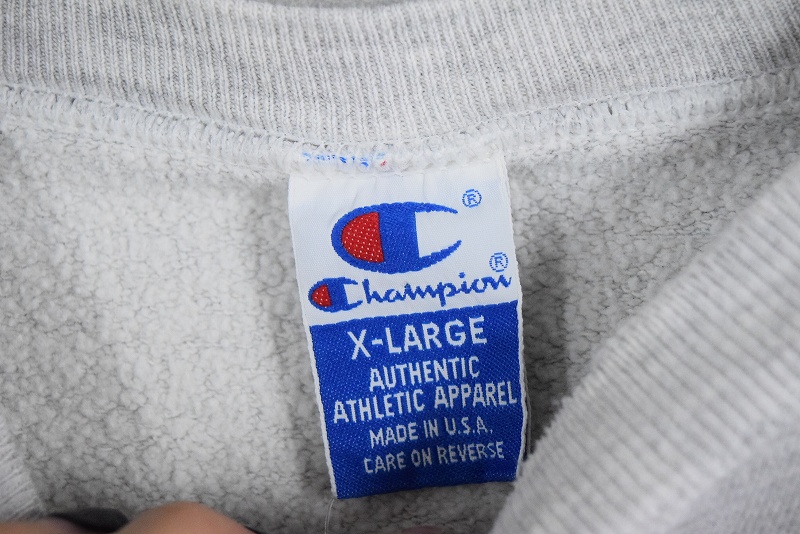 ®
Champion®
X-LARGE
AUTHENTIC
ATHLETIC APPAREL
MADE IN U.S.A.
CARE ON REVERSE